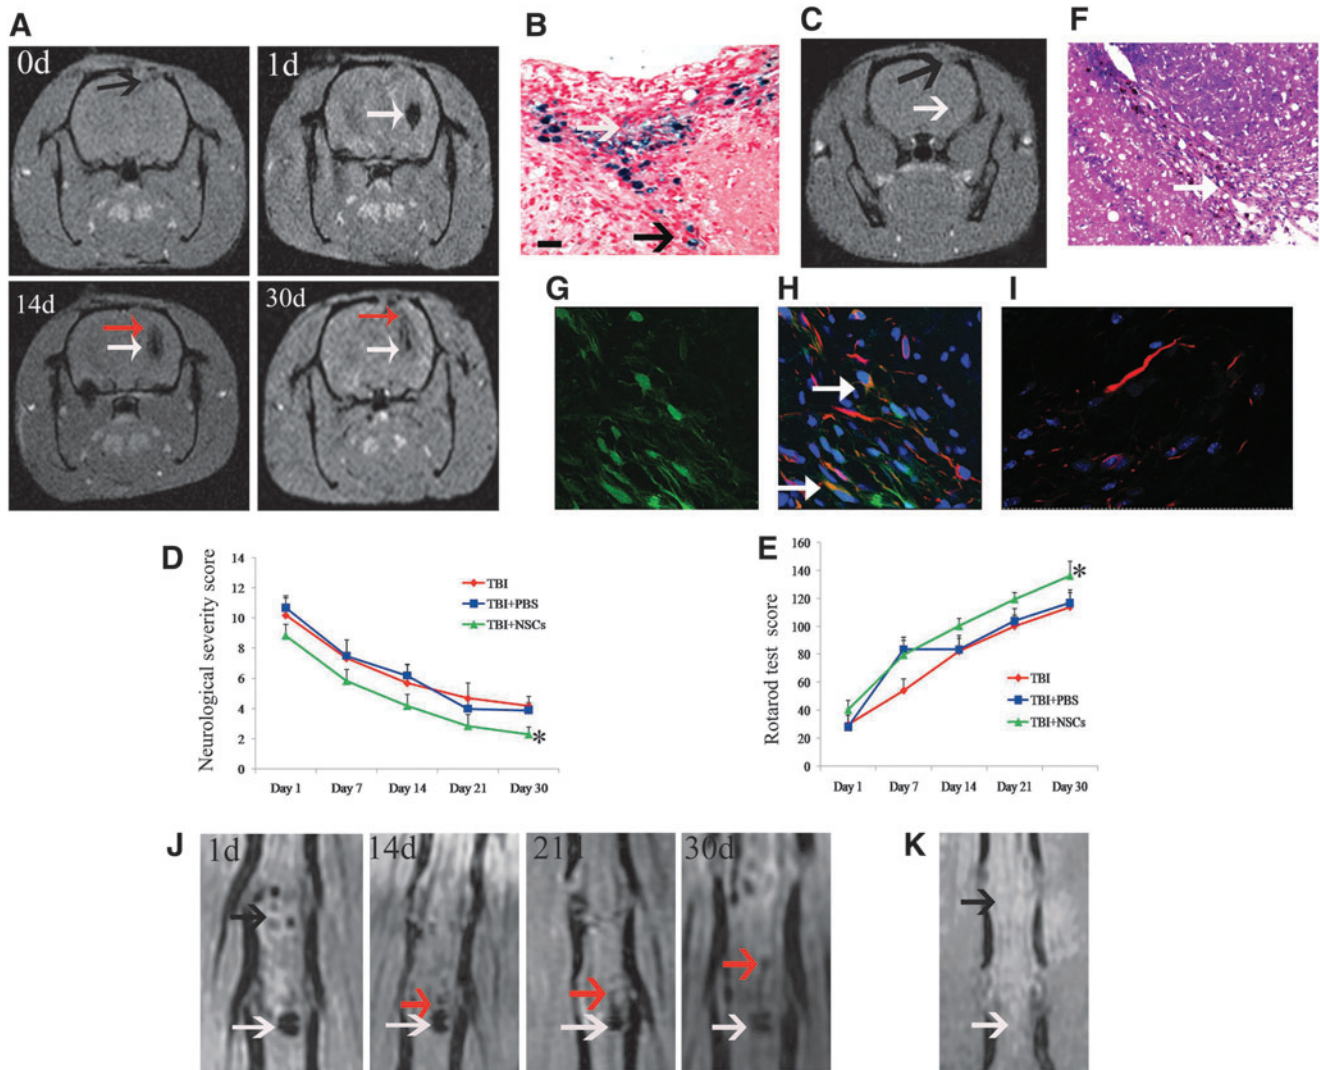 A
0d
1d
14d
30d
B
C
F
G
H
I
D
Neurological severity score
14
12
10
8
6
4
2
0
TBI
TBI+PBS
TBI+NSCs
*
Day 1
Day 7
Day 14
Day 21
Day 30
E
Rotarod test score
160
140
120
100
80
60
40
20
0
*
TBI
TBI+PBS
TBI+NSCs
Day 1
Day 7
Day 14
Day 21
Day 30
J
1d
14d
21d
30d
K